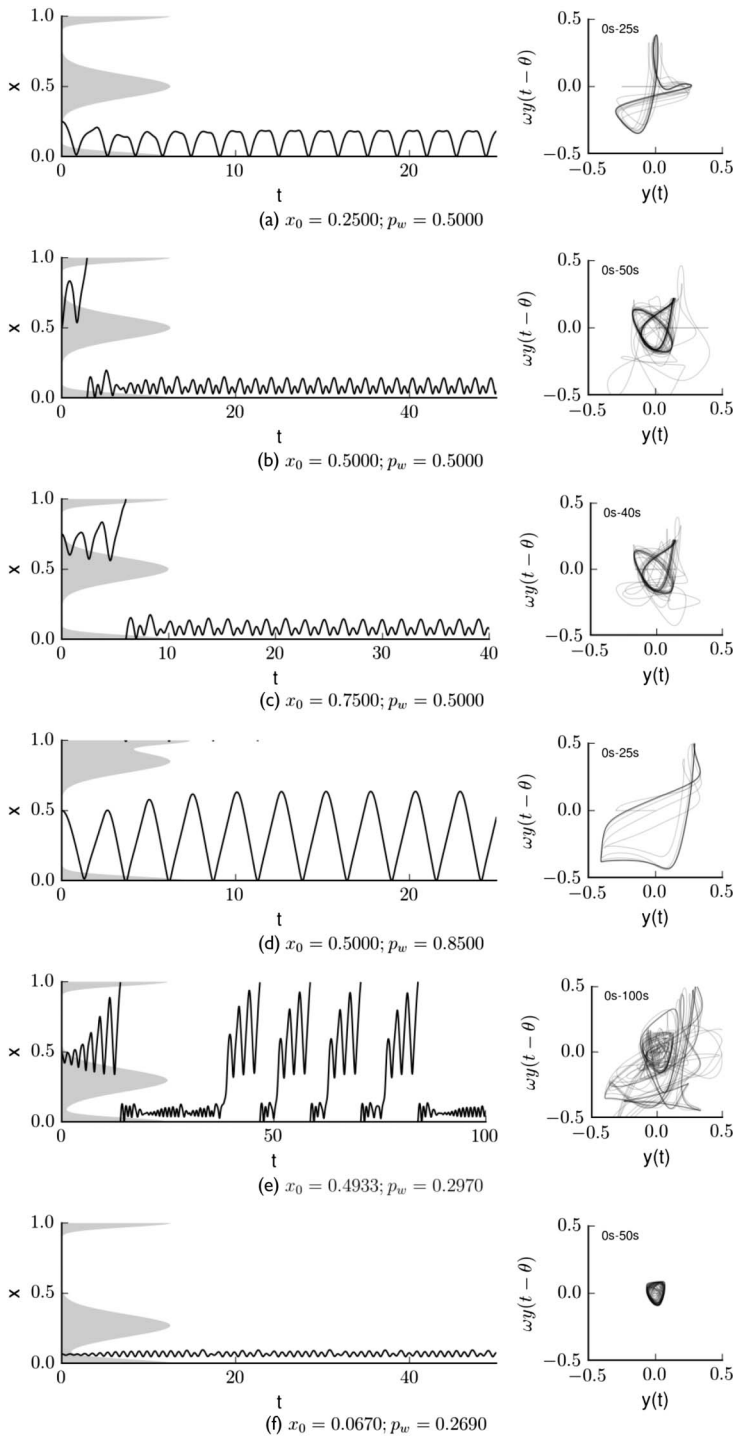 1.0
0.5
0.0
x
0
10
20
t
0.5
0.0
−0.5
ωy(t − θ)
0s-25s
−0.5
0.0
0.5
y(t)
(a) x₀ = 0.2500; p_w = 0.5000
1.0
0.5
0.0
x
0
20
40
t
0.5
0.0
−0.5
ωy(t − θ)
0s-50s
−0.5
0.0
0.5
y(t)
(b) x₀ = 0.5000; p_w = 0.5000
1.0
0.5
0.0
x
0
10
20
30
40
t
0.5
0.0
−0.5
ωy(t − θ)
0s-40s
−0.5
0.0
0.5
y(t)
(c) x₀ = 0.7500; p_w = 0.5000
1.0
0.5
0.0
x
0
10
20
t
0.5
0.0
−0.5
ωy(t − θ)
0s-25s
−0.5
0.0
0.5
y(t)
(d) x₀ = 0.5000; p_w = 0.8500
1.0
0.5
0.0
x
0
50
100
t
0.5
0.0
−0.5
ωy(t − θ)
0s-100s
−0.5
0.0
0.5
y(t)
(e) x₀ = 0.4933; p_w = 0.2970
1.0
0.5
0.0
x
0
20
40
t
0.5
0.0
−0.5
ωy(t − θ)
0s-50s
−0.5
0.0
0.5
y(t)
(f) x₀ = 0.0670; p_w = 0.2690